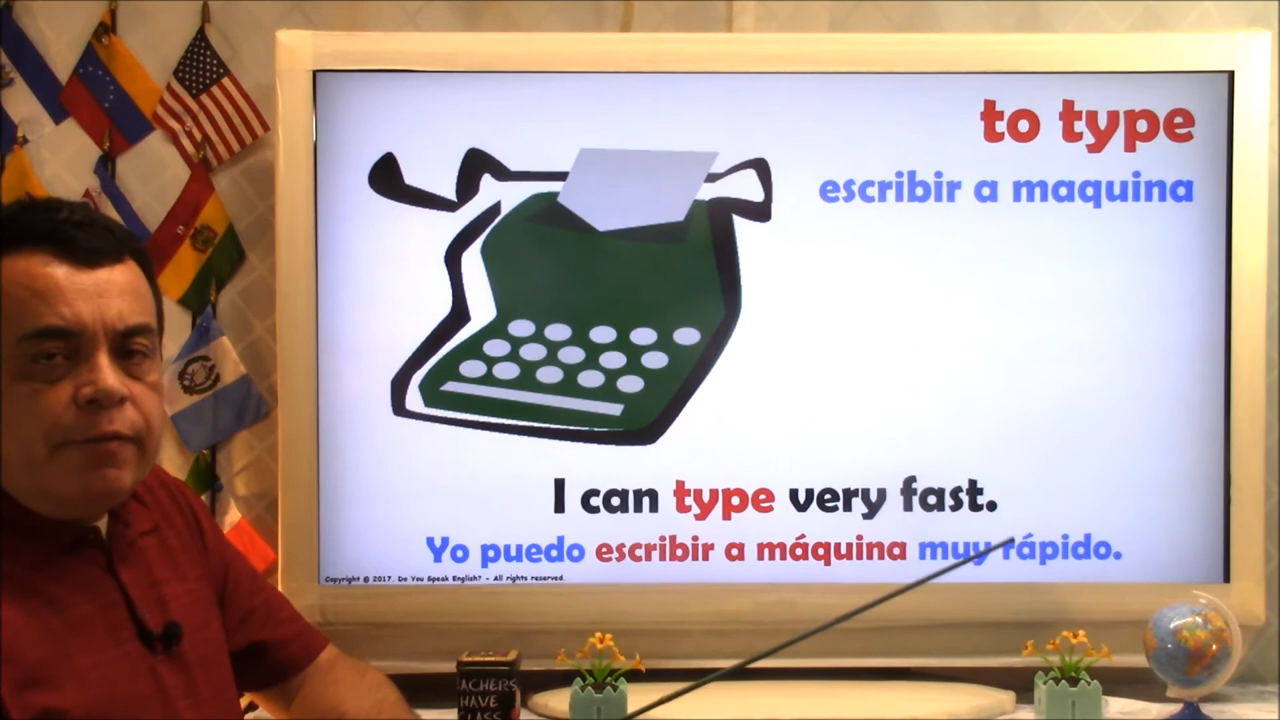 to type
escribir a maquina
I can type very fast.
Yo puedo escribir a máquina muy rápido.
Copyright @ 2017. Do You Speak English? - All rights reserved.
EACHERS
HAVE
CLASS